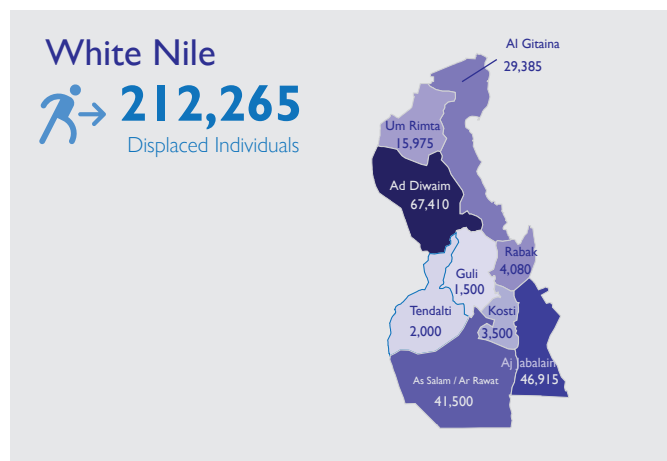 White Nile
212,265
Displaced Individuals
Al Gitaina
29,385
Um Rimta
15,975
Ad Diwaim
67,410
Rabak
4,080
Guli
1,500
Tendalti
2,000
Kosti
3,500
Aj Jabalain
46,915
As Salam / Ar Rawat
41,500